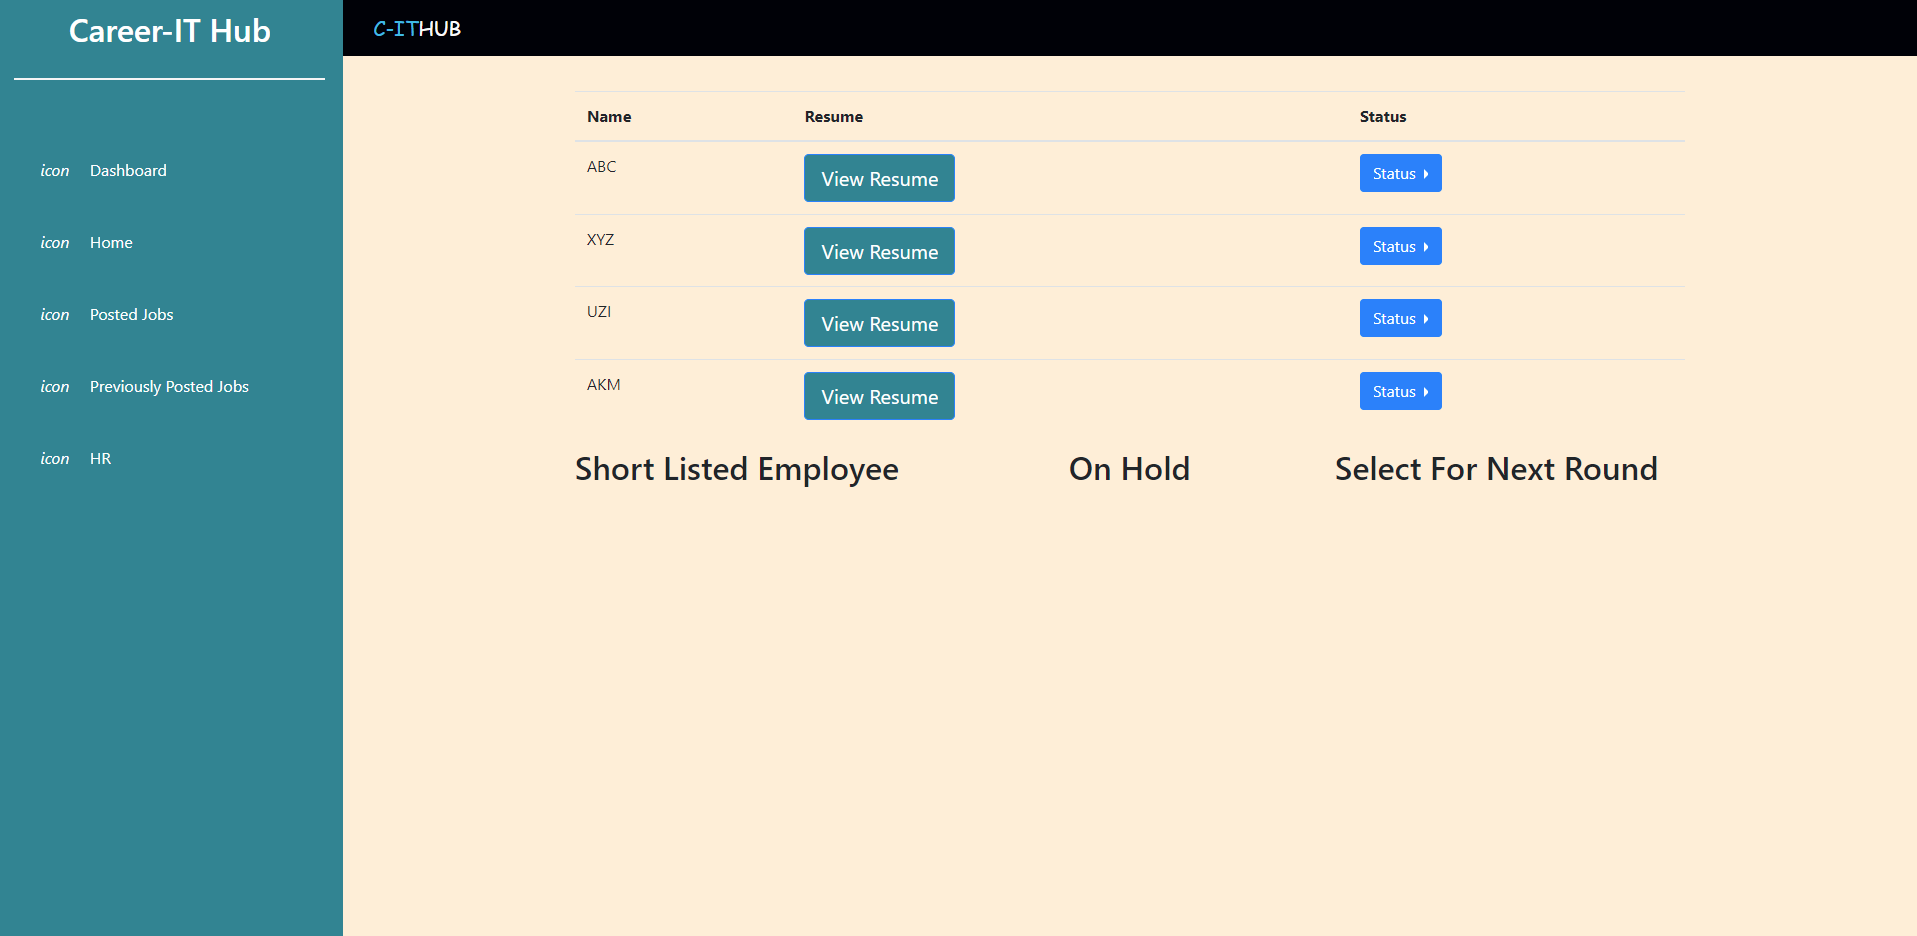 Career-IT Hub
C-ITHUB
icon Dashboard
icon Home
icon Posted Jobs
icon Previously Posted Jobs
icon HR
Name Resume Status
ABC View Resume Status
XYZ View Resume Status
UZI View Resume Status
AKM View Resume Status
Short Listed Employee On Hold Select For Next Round